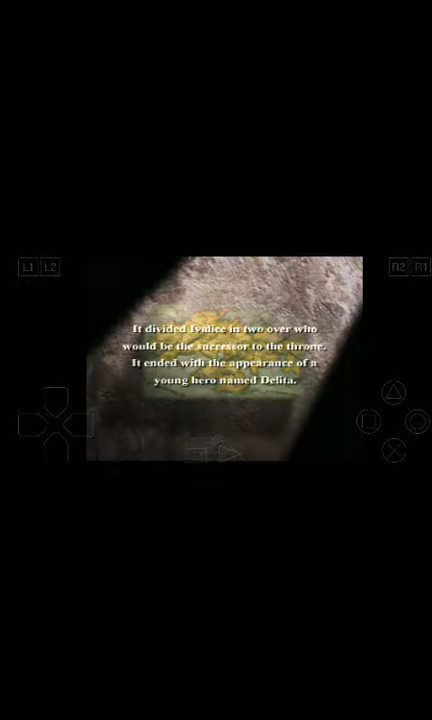 L1 L2
R2 R1
It divided Ivalice in two over who
would be the successor to the throne.
It ended with the appearance of a
young hero named Delita.